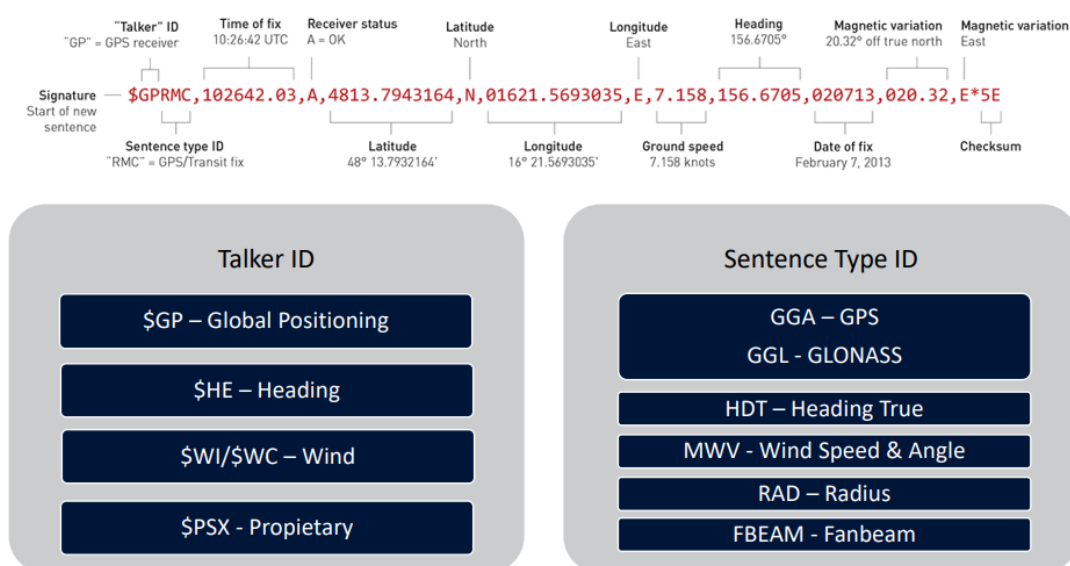 "Talker" ID
"GP" = GPS receiver
Time of fix
10:26:42 UTC
Receiver status
A = OK
Latitude
North
Longitude
East
Heading
156.6705°
Magnetic variation
20.32° off true north
Magnetic variation
East
Signature
Start of new
sentence
$GPRMC,102642.03,A,4813.7943164,N,01621.5693035,E,7.158,156.6705,020713,020.32,E*5E
Sentence type ID
"RMC" = GPS/Transit fix
Latitude
48° 13.7932164'
Longitude
16° 21.5693035'
Ground speed
7.158 knots
Date of fix
February 7, 2013
Checksum
Talker ID
$GP – Global Positioning
$HE – Heading
$WI/$WC – Wind
$PSX - Propietary
Sentence Type ID
GGA – GPS
GGL - GLONASS
HDT – Heading True
MWV - Wind Speed & Angle
RAD – Radius
FBEAM - Fanbeam